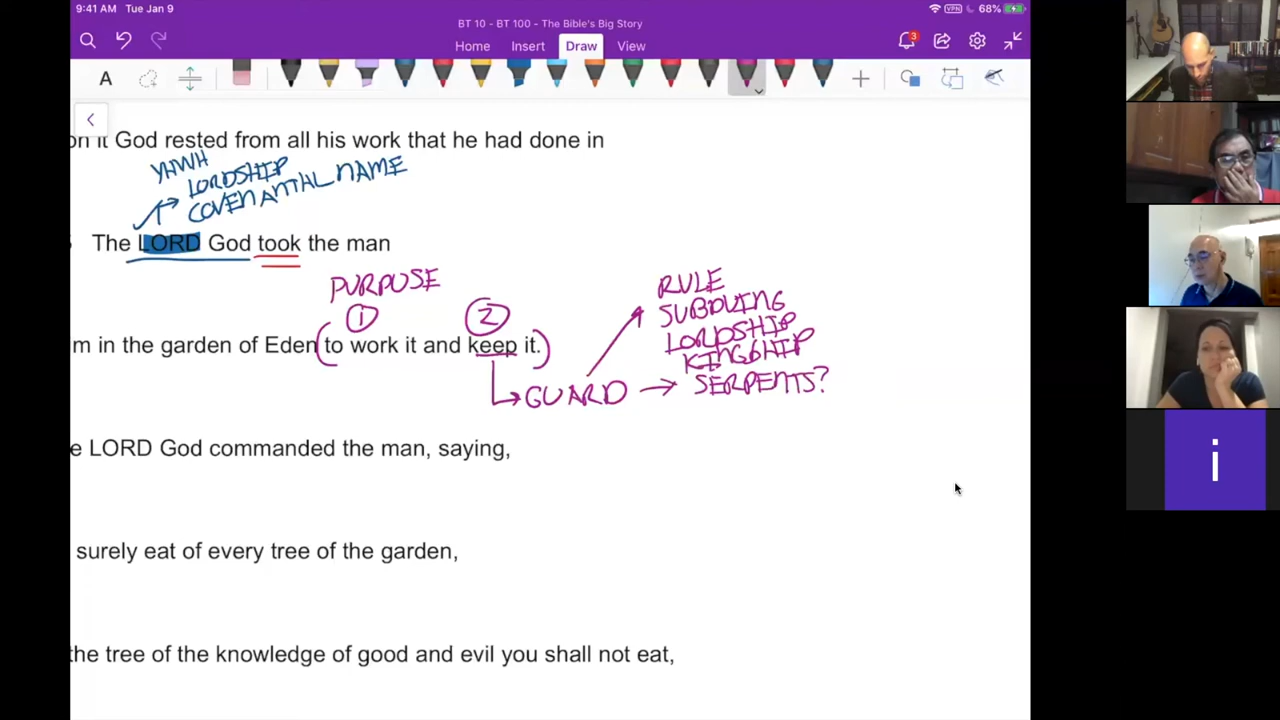 9:41 AM Tue Jan 9
VPN
68%
BT 10 - BT 100 - The Bible's Big Story
Home Insert Draw View
3
A
on it God rested from all his work that he had done in
YHWH
LORDSHIP
COVENANTAL NAME
The LORD God took the man
PURPOSE
1 2
m in the garden of Eden (to work it and keep it.)
RULE
SUBDUING
LORDSHIP
KINGSHIP
GUARD → SERPENTS?
e LORD God commanded the man, saying,
surely eat of every tree of the garden,
the tree of the knowledge of good and evil you shall not eat,
i